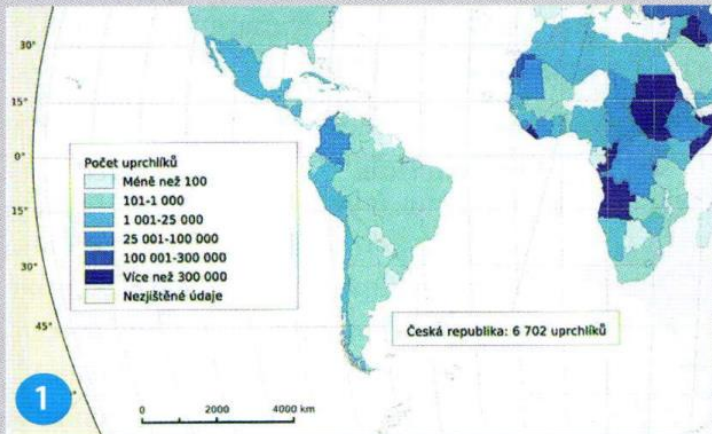 30°
15°
0°
15°
30°
45°
Počet uprchlíků
Méně než 100
101-1 000
1 001-25 000
25 001-100 000
100 001-300 000
Více než 300 000
Nezjištěné údaje
Česká republika: 6 702 uprchlíků
1
0 2000 4000 km